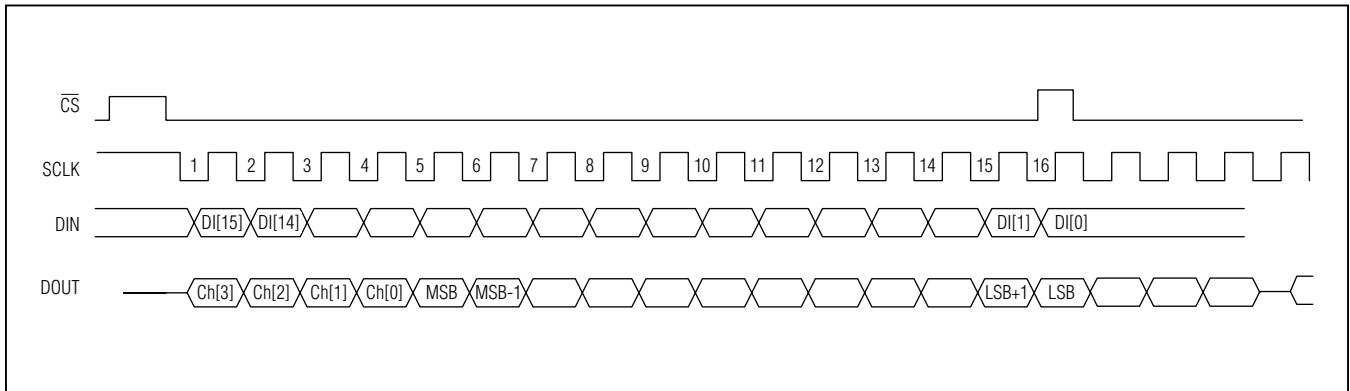 C̅S̅
SCLK 1 2 3 4 5 6 7 8 9 10 11 12 13 14 15 16
DIN DI[15] DI[14] DI[1] DI[0]
DOUT Ch[3] Ch[2] Ch[1] Ch[0] MSB MSB-1 LSB+1 LSB